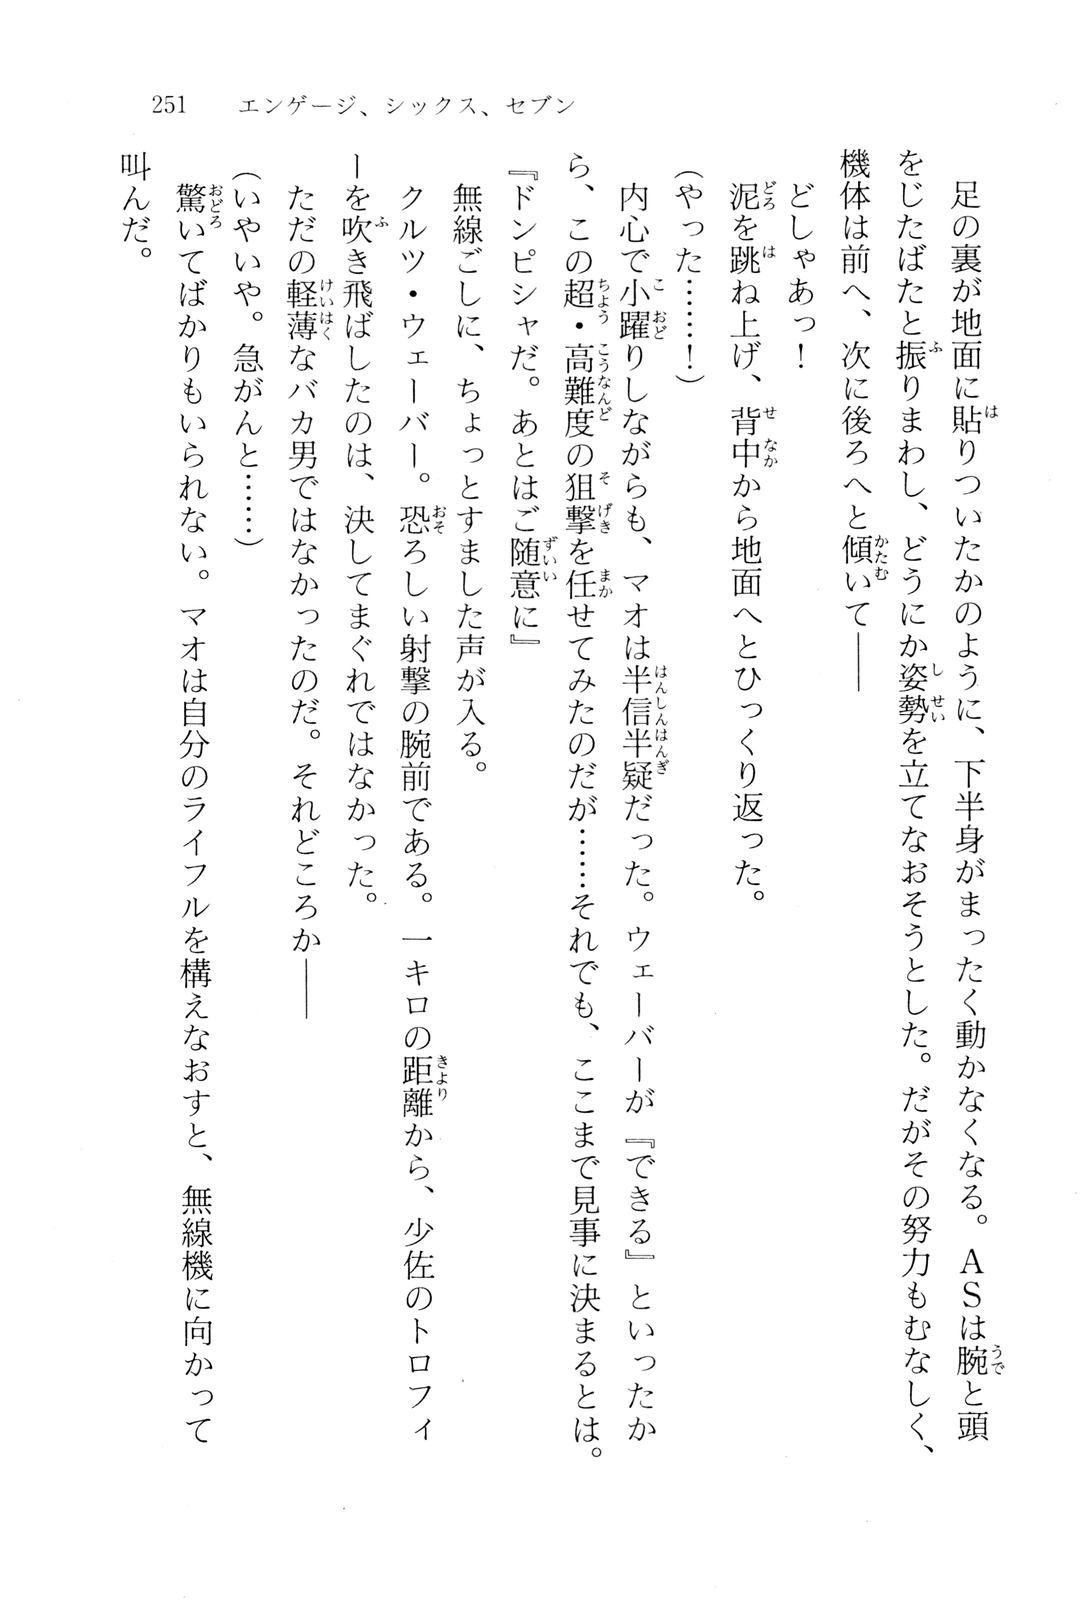 251　エンゲージ、シックス、セブン
　足の裏が地面に貼りついたかのように、下半身がまったく動かなくなる。ASは腕と頭
をじたばたと振りまわし、どうにか姿勢を立てなおそうとした。だがその努力もむなしく、
機体は前へ、次に後ろへと傾いて――
　どしゃあっ！
　泥を跳ね上げ、背中から地面へとひっくり返った。
（やった……！）
　内心で小躍りしながらも、マオは半信半疑だった。ウェーバーが『できる』といったか
ら、この超・高難度の狙撃を任せてみたのだが……それでも、ここまで見事に決まるとは。
『ドンピシャだ。あとはご随意に』
　無線ごしに、ちょっとすました声が入る。
　クルツ・ウェーバー。恐ろしい射撃の腕前である。一キロの距離から、少佐のトロフィ
ーを吹き飛ばしたのは、決してまぐれではなかった。
　ただの軽薄なバカ男ではなかったのだ。それどころか――
（いやいや。急がんと……）
　驚いてばかりもいられない。マオは自分のライフルを構えなおすと、無線機に向かって
叫んだ。